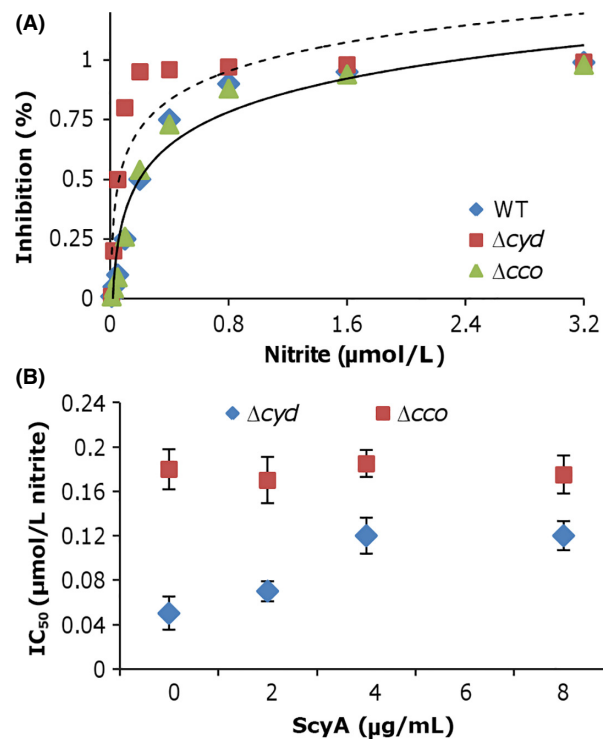 (A)
Inhibition (%)
1
0.75
0.5
0.25
0
0 0.8 1.6 2.4 3.2
Nitrite (µmol/L)
WT
Δcyd
Δcco
(B)
Δcyd Δcco
IC₅₀ (µmol/L nitrite)
0.24
0.2
0.16
0.12
0.08
0.04
0
0 2 4 6 8
ScyA (µg/mL)